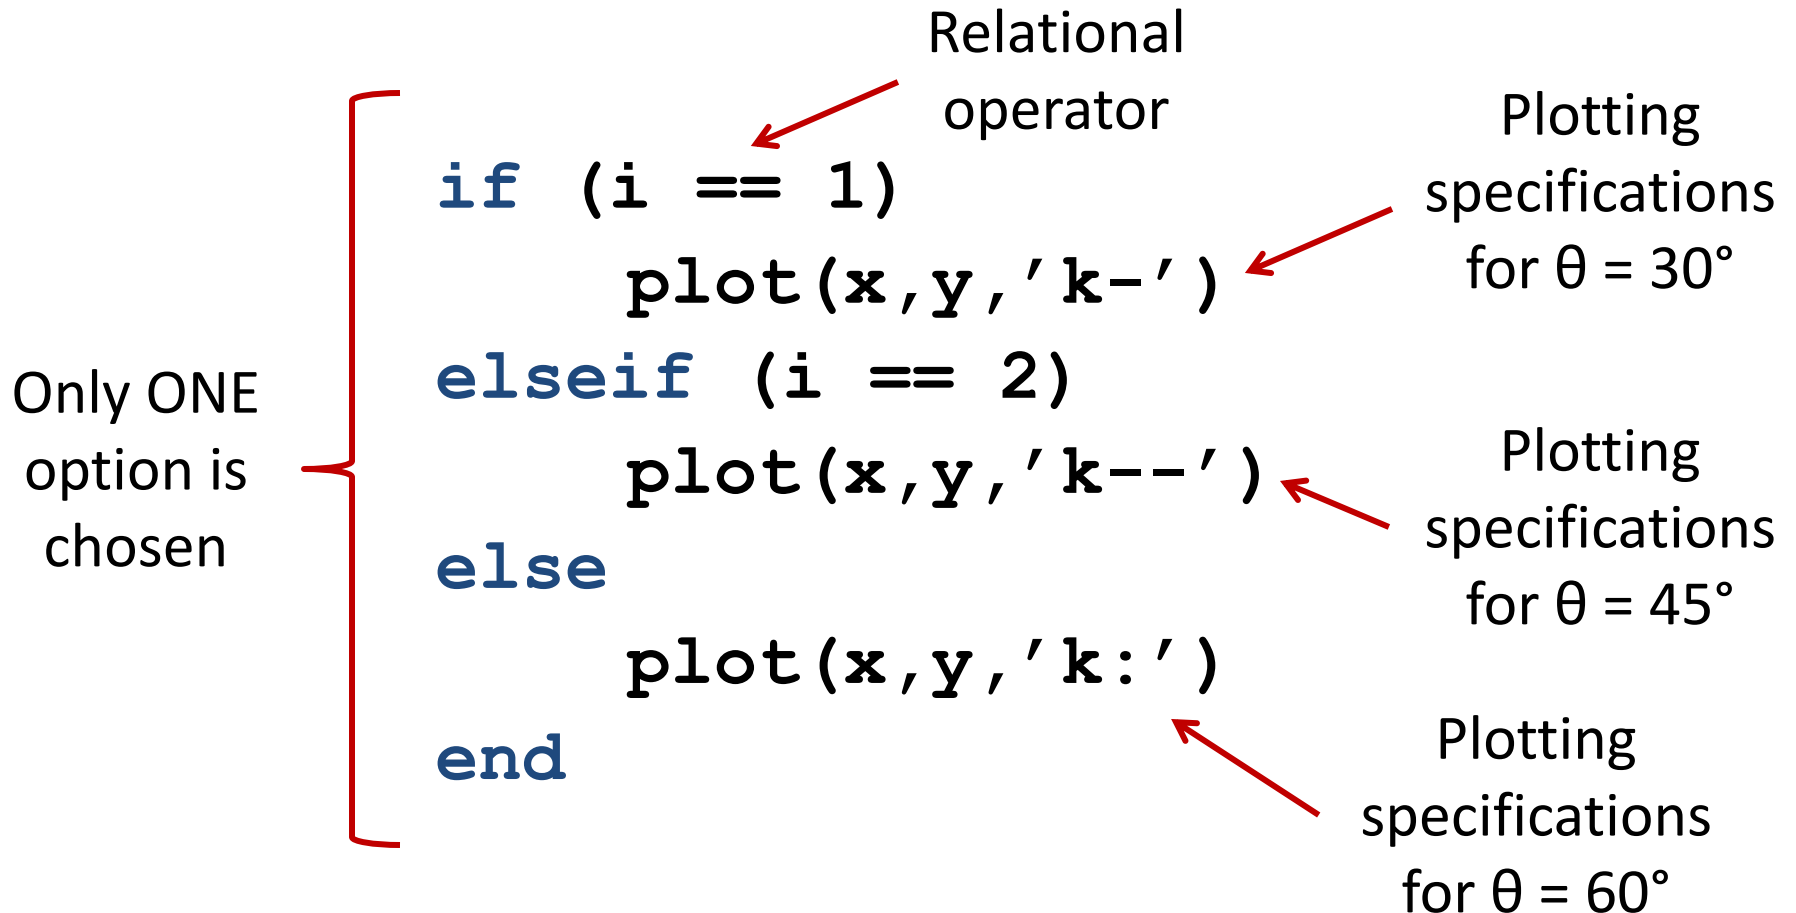 Relational
operator
if (i == 1)
plot(x,y,’k-’)
elseif (i == 2)
plot(x,y,’k--’)
else
plot(x,y,’k:’)
end
Only ONE
option is
chosen
Plotting
specifications
for θ = 30°
Plotting
specifications
for θ = 45°
Plotting
specifications
for θ = 60°